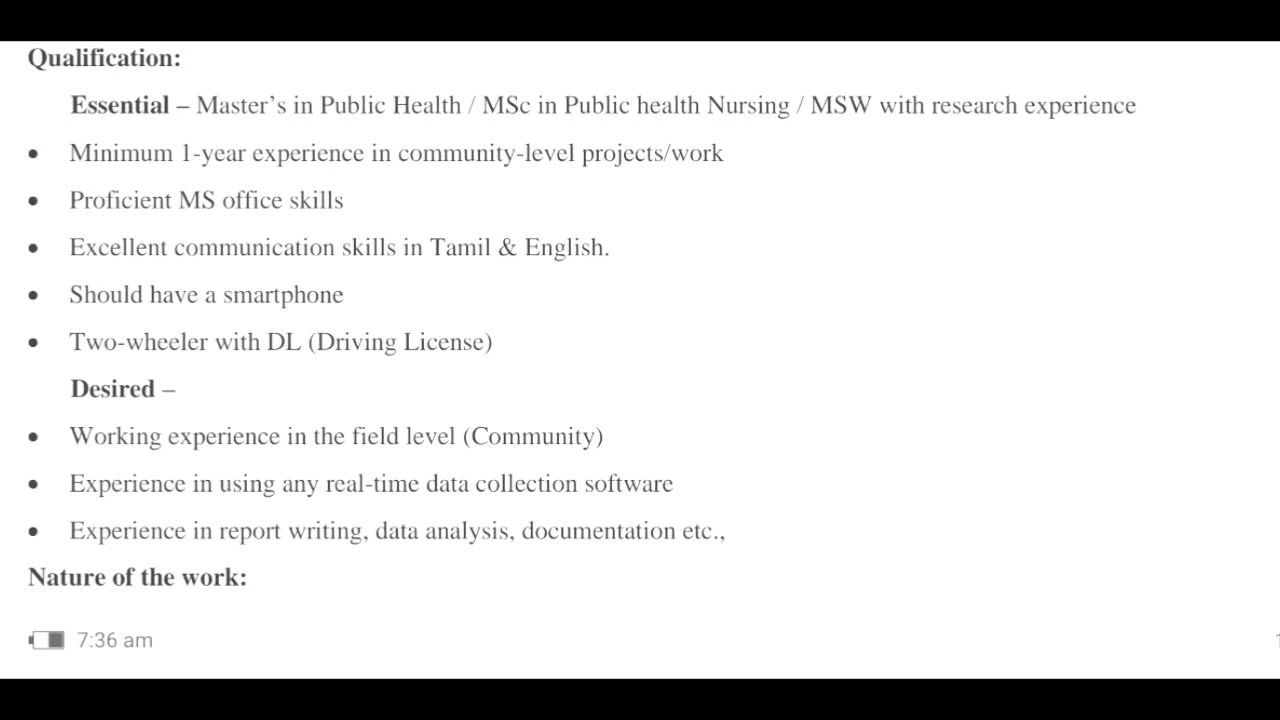 Qualification:
Essential – Master’s in Public Health / MSc in Public health Nursing / MSW with research experience
• Minimum 1-year experience in community-level projects/work
• Proficient MS office skills
• Excellent communication skills in Tamil & English.
• Should have a smartphone
• Two-wheeler with DL (Driving License)
Desired –
• Working experience in the field level (Community)
• Experience in using any real-time data collection software
• Experience in report writing, data analysis, documentation etc.,
Nature of the work:
7:36 am